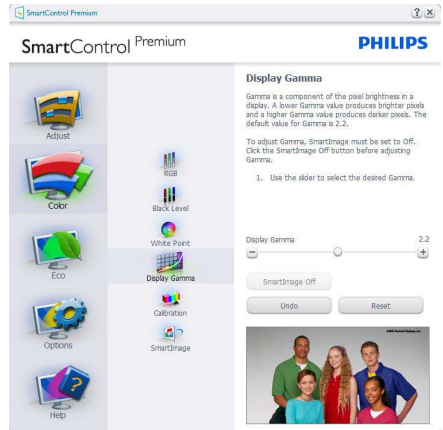 SmartControl Premium
? ×
SmartControl Premium
PHILIPS
Adjust
Color
Eco
Options
Help
RGB
Black Level
White Point
Display Gamma
Calibration
SmartImage
Display Gamma
Gamma is a component of the pixel brightness in a
display. A lower Gamma value produces brighter pixels
and a higher Gamma value produces darker pixels. The
default value for Gamma is 2.2.
To adjust Gamma, SmartImage must be set to Off.
Click the SmartImage Off button before adjusting
Gamma.
1. Use the slider to select the desired Gamma.
Display Gamma 2.2
SmartImage Off
Undo Reset